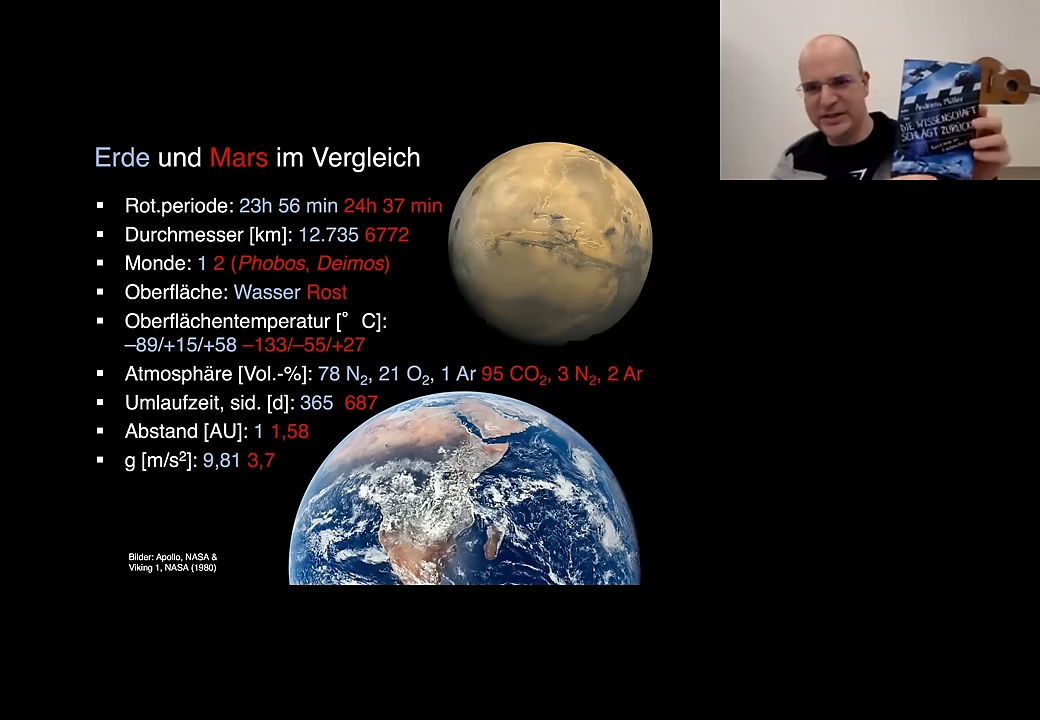 Erde und Mars im Vergleich
▪ Rot.periode: 23h 56 min 24h 37 min
▪ Durchmesser [km]: 12.735 6772
▪ Monde: 1 2 (Phobos, Deimos)
▪ Oberfläche: Wasser Rost
▪ Oberflächentemperatur [° C]:
–89/+15/+58 –133/–55/+27
▪ Atmosphäre [Vol.-%]: 78 N₂, 21 O₂, 1 Ar 95 CO₂, 3 N₂, 2 Ar
▪ Umlaufzeit, sid. [d]: 365 687
▪ Abstand [AU]: 1 1,58
▪ g [m/s²]: 9,81 3,7
Bilder: Apollo, NASA &
Viking 1, NASA (1980)
Andreas Müller
DIE WISSENSCHAFT
SCHLÄGT ZURÜCK